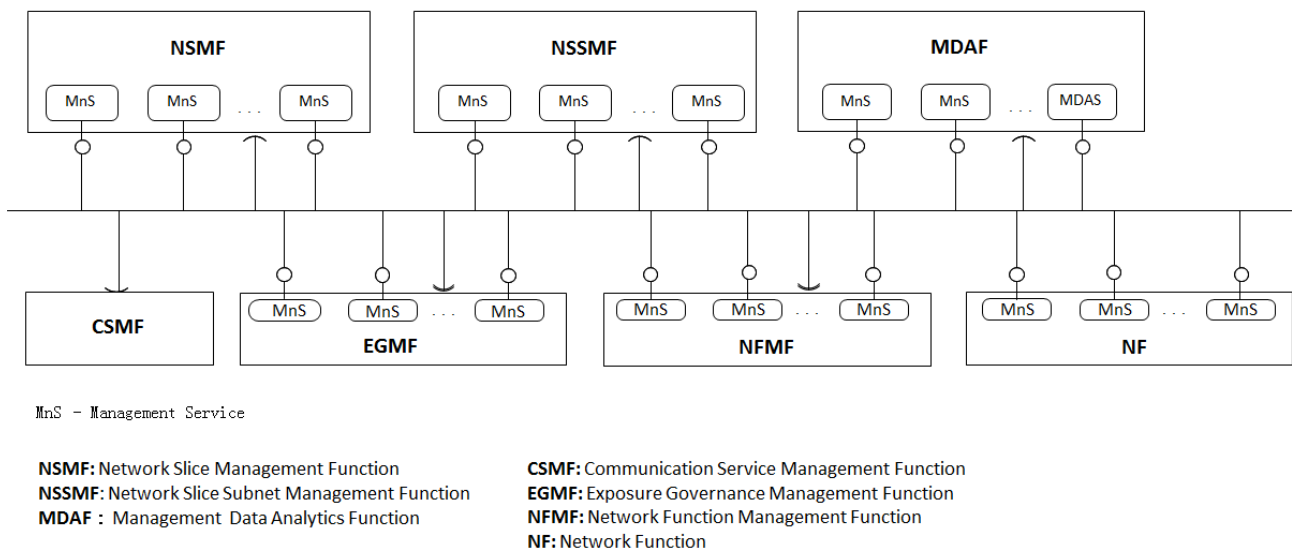 NSMF NSSMF MDAF
MnS MnS ... MnS MnS MnS ... MnS MnS MnS ... MDAS
MnS MnS ... MnS MnS MnS ... MnS MnS MnS ... MnS
CSMF EGMF NFMF NF
MnS - Management Service
NSMF: Network Slice Management Function
NSSMF: Network Slice Subnet Management Function
MDAF : Management Data Analytics Function
CSMF: Communication Service Management Function
EGMF: Exposure Governance Management Function
NFMF: Network Function Management Function
NF: Network Function